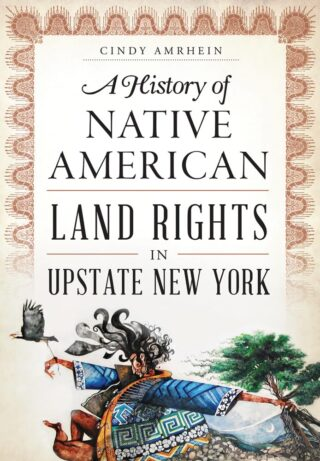 CINDY AMRHEIN
A History of
NATIVE
AMERICAN
LAND RIGHTS
IN
UPSTATE NEW YORK